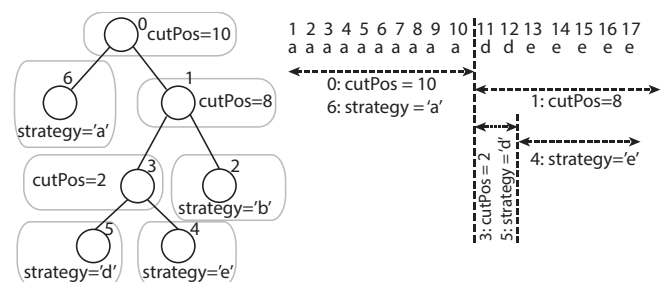 0
cutPos=10
6
1
strategy='a'
cutPos=8
cutPos=2
3
2
strategy='b'
5
4
strategy='d'
strategy='e'
1 2 3 4 5 6 7 8 9 10 11 12 13 14 15 16 17
a a a a a a a a a a d d e e e e e
0: cutPos = 10
6: strategy = 'a'
1: cutPos=8
3: cutPos = 2
5: strategy = 'd'
4: strategy='e'